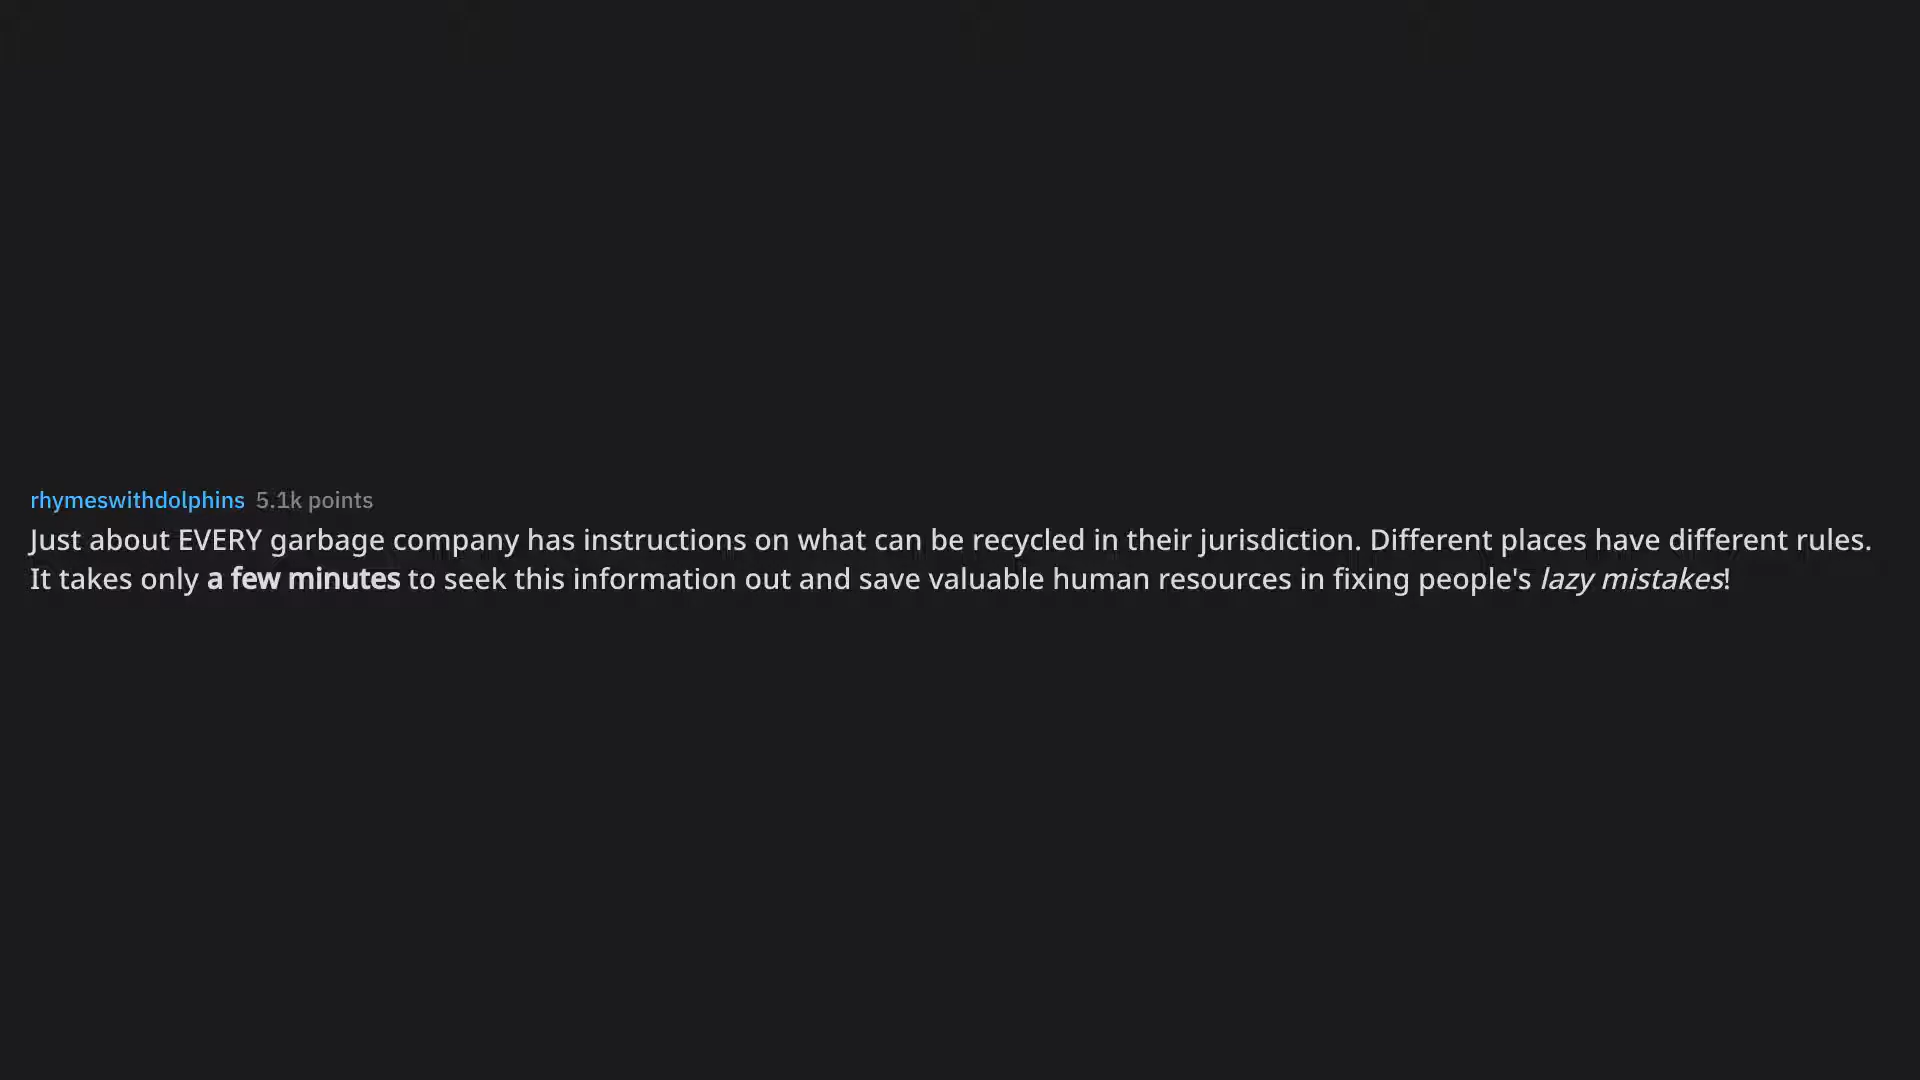 rhymeswithdolphins 5.1k points
Just about EVERY garbage company has instructions on what can be recycled in their jurisdiction. Different places have different rules.
It takes only a few minutes to seek this information out and save valuable human resources in fixing people's lazy mistakes!